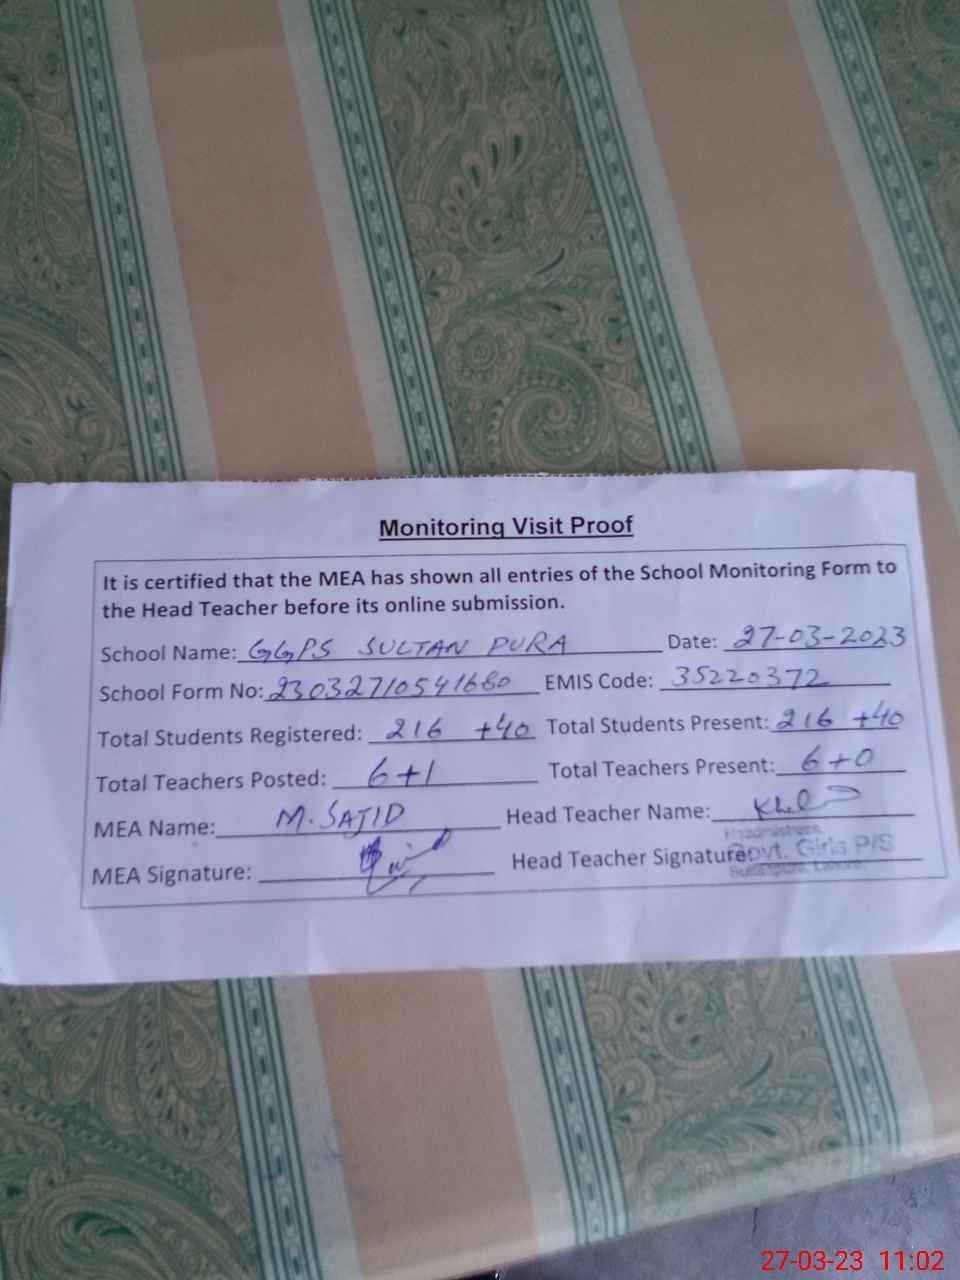 Monitoring Visit Proof
It is certified that the MEA has shown all entries of the School Monitoring Form to
the Head Teacher before its online submission.
School Name: GGPS SULTAN PURA Date: 27-03-2023
School Form No: 23032710541660 EMIS Code: 35220372
Total Students Registered: 216 +40 Total Students Present: 216 +40
Total Teachers Posted: 6+1 Total Teachers Present: 6+0
MEA Name: M. SAJID Head Teacher Name:
Headmistress
MEA Signature: Head Teacher Signature: Govt. Girls P/S
Sultanpura, Lahore
27-03-23 11:02